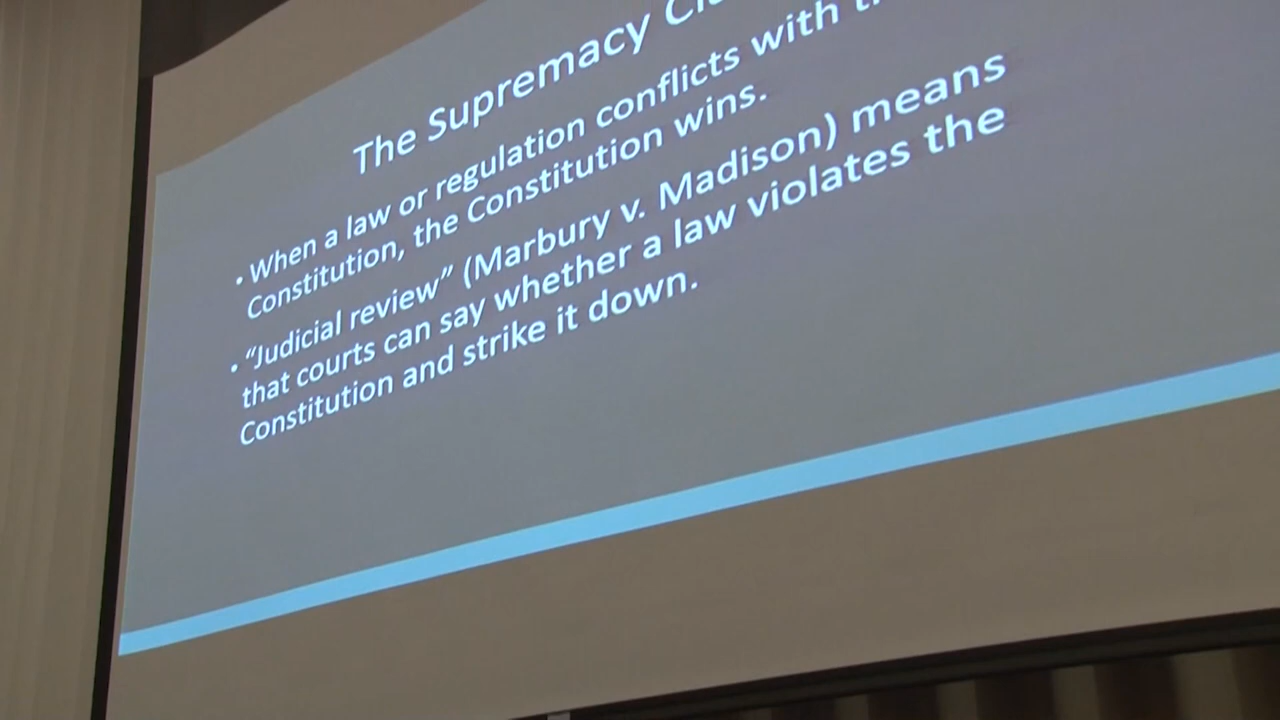 The Supremacy
• When a law or regulation conflicts with
Constitution, the Constitution wins.
• “Judicial review” (Marbury v. Madison) means
that courts can say whether a law violates the
Constitution and strike it down.